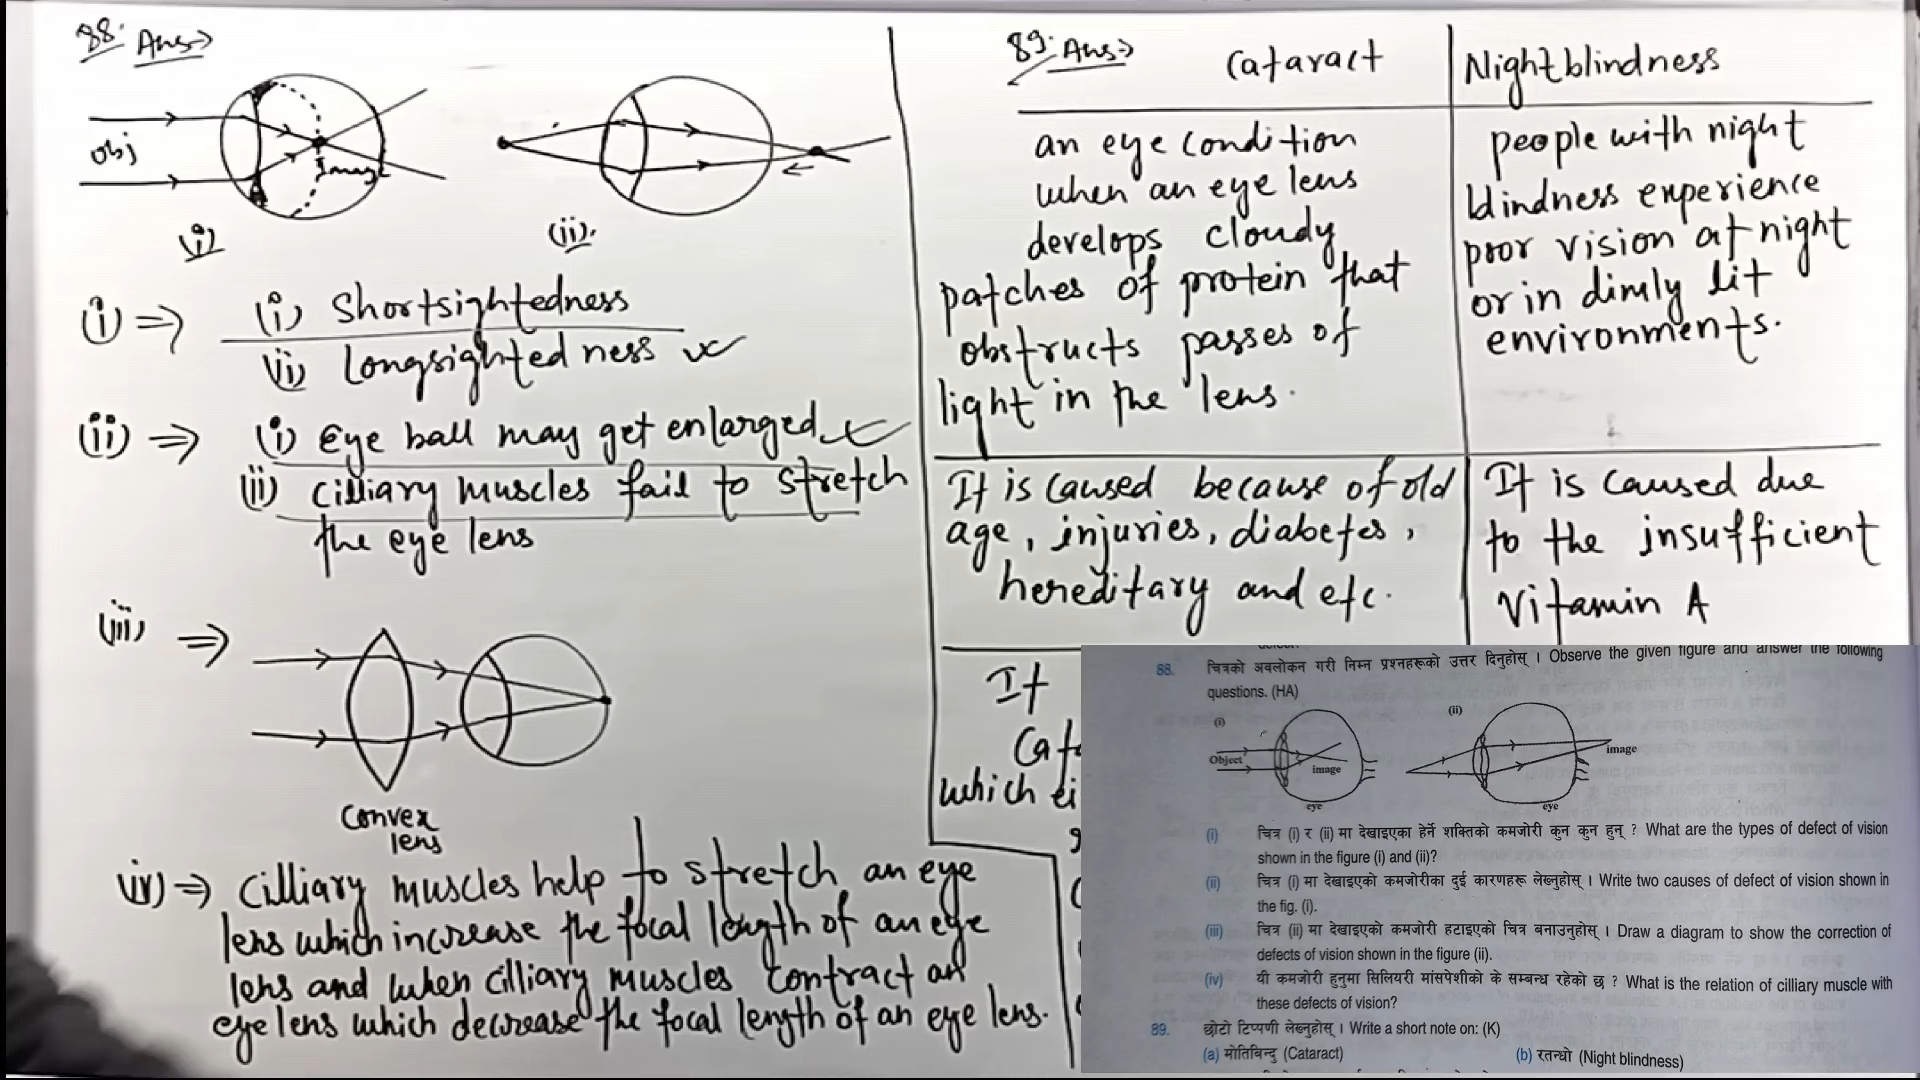 88. Ans→
Obj
Image
(i)
(ii).
(i) ⇒ (i) Shortsightedness
(ii) Longsightedness
(ii) ⇒ (i) Eye ball may get enlarged
(ii) cilliary muscles fail to stretch
the eye lens
(iii) ⇒
Convex
lens
(iv) ⇒ Cilliary muscles help to stretch an eye
lens which increase the focal length of an eye
lens and when cilliary muscles contract an
eye lens which decrease the focal length of an eye lens.
89. Ans→
Cataract
an eye condition
when an eye lens
develops cloudy
patches of protein that
obstructs passes of
light in the lens.
It is caused because of old
age, injuries, diabetes,
hereditary and etc.
It
which
Nightblindness
people with night
blindness experience
poor vision at night
or in dimly lit
environments.
It is caused due
to the insufficient
Vitamin A
88. चित्रको अवलोकन गरी निम्न प्रश्नहरूको उत्तर दिनुहोस् । Observe the given figure and answer the following
questions. (HA)
(i)
Object
image
eye
(ii)
image
eye
(i) चित्र (i) र (ii) मा देखाइएका हेर्ने शक्तिको कमजोरी कुन कुन हुन् ? What are the types of defect of vision
shown in the figure (i) and (ii)?
(ii) चित्र (i) मा देखाइएको कमजोरीका दुई कारणहरू लेख्नुहोस् । Write two causes of defect of vision shown in
the fig. (i).
(iii) चित्र (ii) मा देखाइएको कमजोरी हटाइएको चित्र बनाउनुहोस् । Draw a diagram to show the correction of
defects of vision shown in the figure (ii).
(iv) यी कमजोरी हुनुमा सिलियरी मांसपेशीको के सम्बन्ध रहेको छ ? What is the relation of cilliary muscle with
these defects of vision?
89. छोटो टिप्पणी लेख्नुहोस् । Write a short note on: (K)
(a) मोतिबिन्दु (Cataract) (b) रतन्धो (Night blindness)